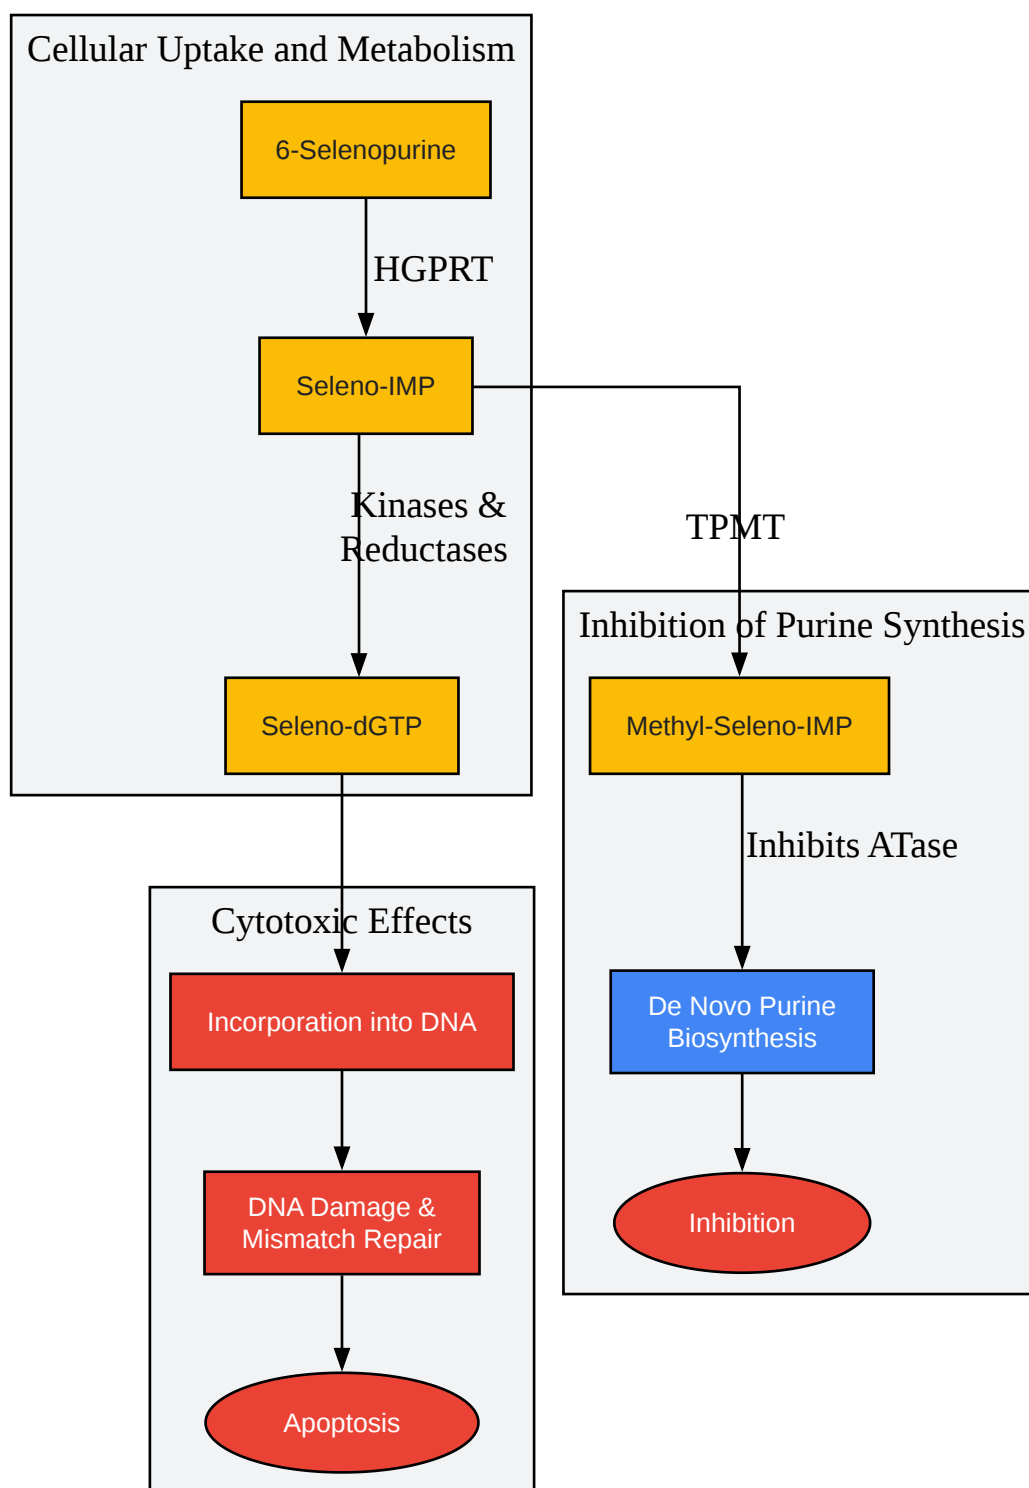 Cellular Uptake and Metabolism
6-Selenopurine
HGPRT
Seleno-IMP
Kinases &
Reductases
TPMT
Inhibition of Purine Synthesis
Seleno-dGTP
Methyl-Seleno-IMP
Inhibits ATase
Cytotoxic Effects
Incorporation into DNA
De Novo Purine
Biosynthesis
DNA Damage &
Mismatch Repair
Inhibition
Apoptosis